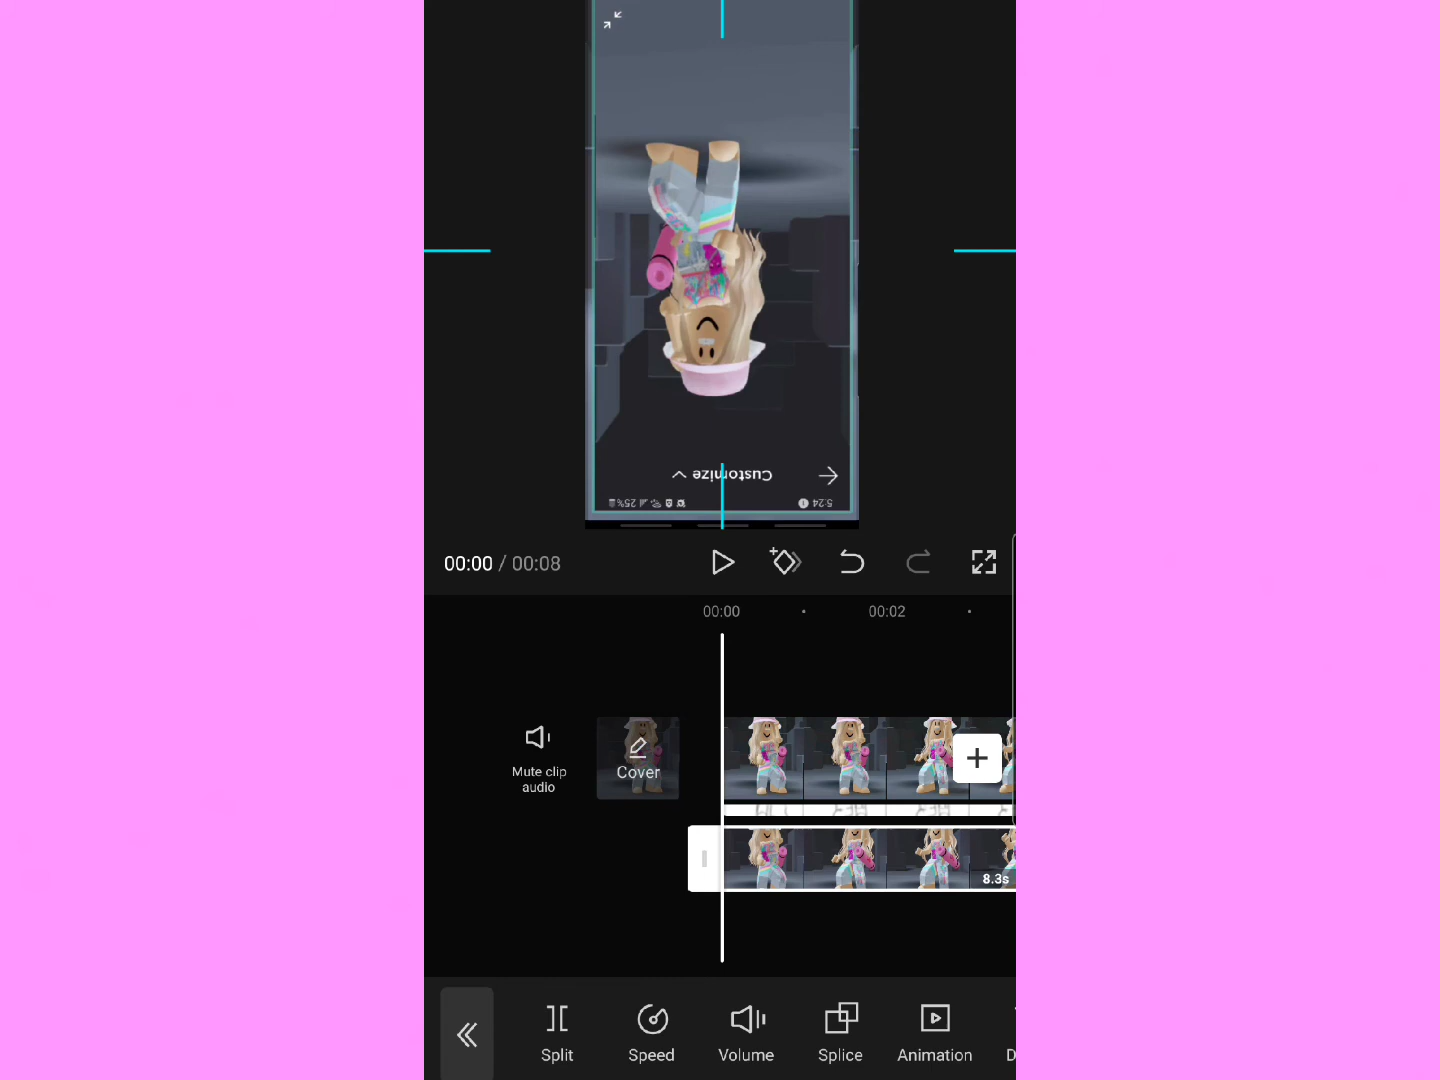 Customize
5:24
25%
00:00 / 00:08
00:00
00:02
Mute clip
audio
Cover
8.3s
Split
Speed
Volume
Splice
Animation
D